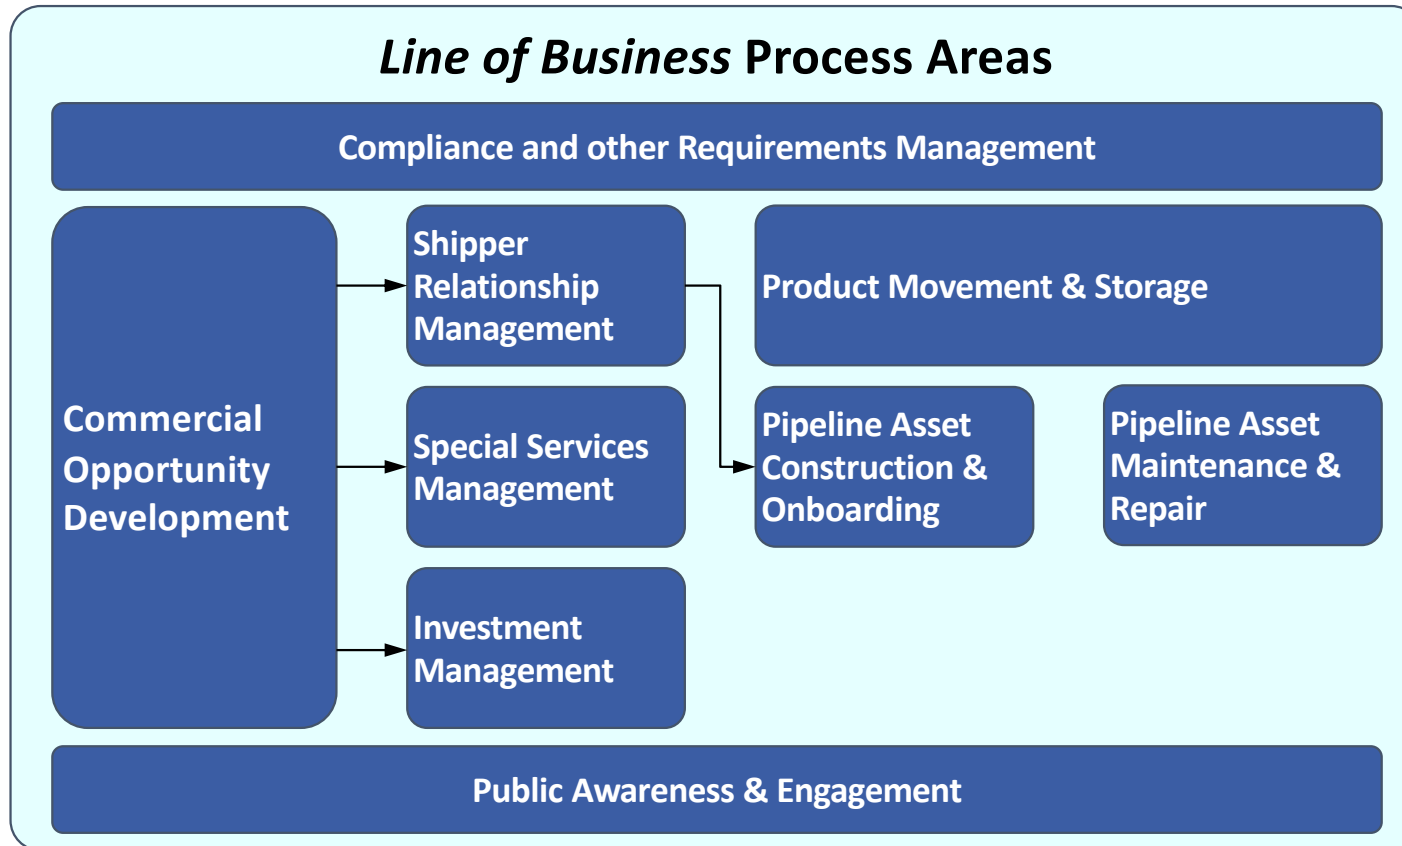 Line of Business Process Areas
Compliance and other Requirements Management
Commercial
Opportunity
Development
Shipper
Relationship
Management
Product Movement & Storage
Special Services
Management
Pipeline Asset
Construction &
Onboarding
Pipeline Asset
Maintenance &
Repair
Investment
Management
Public Awareness & Engagement